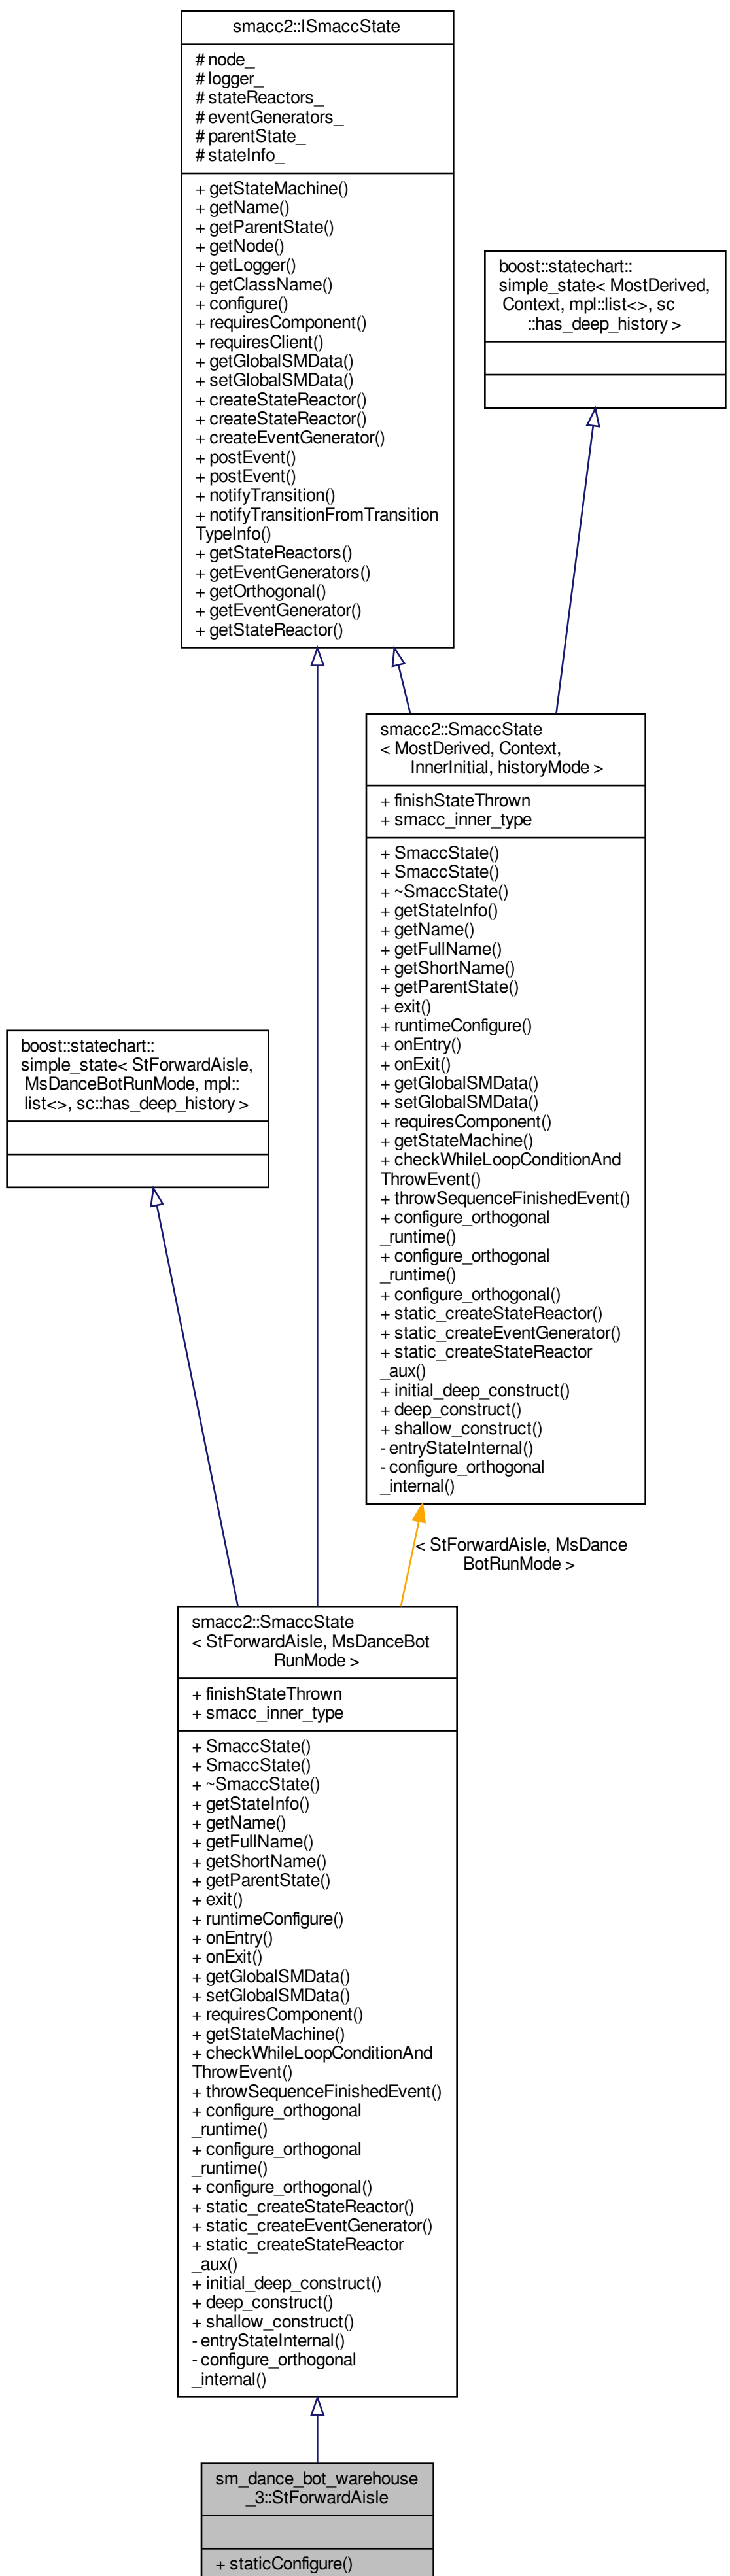 smacc2::ISmaccState
# node_
# logger_
# stateReactors_
# eventGenerators_
# parentState_
# stateInfo_
+ getStateMachine()
+ getName()
+ getParentState()
+ getNode()
+ getLogger()
+ getClassName()
+ configure()
+ requiresComponent()
+ requiresClient()
+ getGlobalSMData()
+ setGlobalSMData()
+ createStateReactor()
+ createStateReactor()
+ createEventGenerator()
+ postEvent()
+ postEvent()
+ notifyTransition()
+ notifyTransitionFromTransition
TypeInfo()
+ getStateReactors()
+ getEventGenerators()
+ getOrthogonal()
+ getEventGenerator()
+ getStateReactor()
boost::statechart::
simple_state< MostDerived,
Context, mpl::list<>, sc
::has_deep_history >
smacc2::SmaccState
< MostDerived, Context,
InnerInitial, historyMode >
+ finishStateThrown
+ smacc_inner_type
+ SmaccState()
+ SmaccState()
+ ~SmaccState()
+ getStateInfo()
+ getName()
+ getFullName()
+ getShortName()
+ getParentState()
+ exit()
+ runtimeConfigure()
+ onEntry()
+ onExit()
+ getGlobalSMData()
+ setGlobalSMData()
+ requiresComponent()
+ getStateMachine()
+ checkWhileLoopConditionAnd
ThrowEvent()
+ throwSequenceFinishedEvent()
+ configure_orthogonal
_runtime()
+ configure_orthogonal
_runtime()
+ configure_orthogonal()
+ static_createStateReactor()
+ static_createEventGenerator()
+ static_createStateReactor
_aux()
+ initial_deep_construct()
+ deep_construct()
+ shallow_construct()
- entryStateInternal()
- configure_orthogonal
_internal()
boost::statechart::
simple_state< StForwardAisle,
MsDanceBotRunMode, mpl::
list<>, sc::has_deep_history >
< StForwardAisle, MsDance
BotRunMode >
smacc2::SmaccState
< StForwardAisle, MsDanceBot
RunMode >
+ finishStateThrown
+ smacc_inner_type
+ SmaccState()
+ SmaccState()
+ ~SmaccState()
+ getStateInfo()
+ getName()
+ getFullName()
+ getShortName()
+ getParentState()
+ exit()
+ runtimeConfigure()
+ onEntry()
+ onExit()
+ getGlobalSMData()
+ setGlobalSMData()
+ requiresComponent()
+ getStateMachine()
+ checkWhileLoopConditionAnd
ThrowEvent()
+ throwSequenceFinishedEvent()
+ configure_orthogonal
_runtime()
+ configure_orthogonal
_runtime()
+ configure_orthogonal()
+ static_createStateReactor()
+ static_createEventGenerator()
+ static_createStateReactor
_aux()
+ initial_deep_construct()
+ deep_construct()
+ shallow_construct()
- entryStateInternal()
- configure_orthogonal
_internal()
sm_dance_bot_warehouse
_3::StForwardAisle
+ staticConfigure()